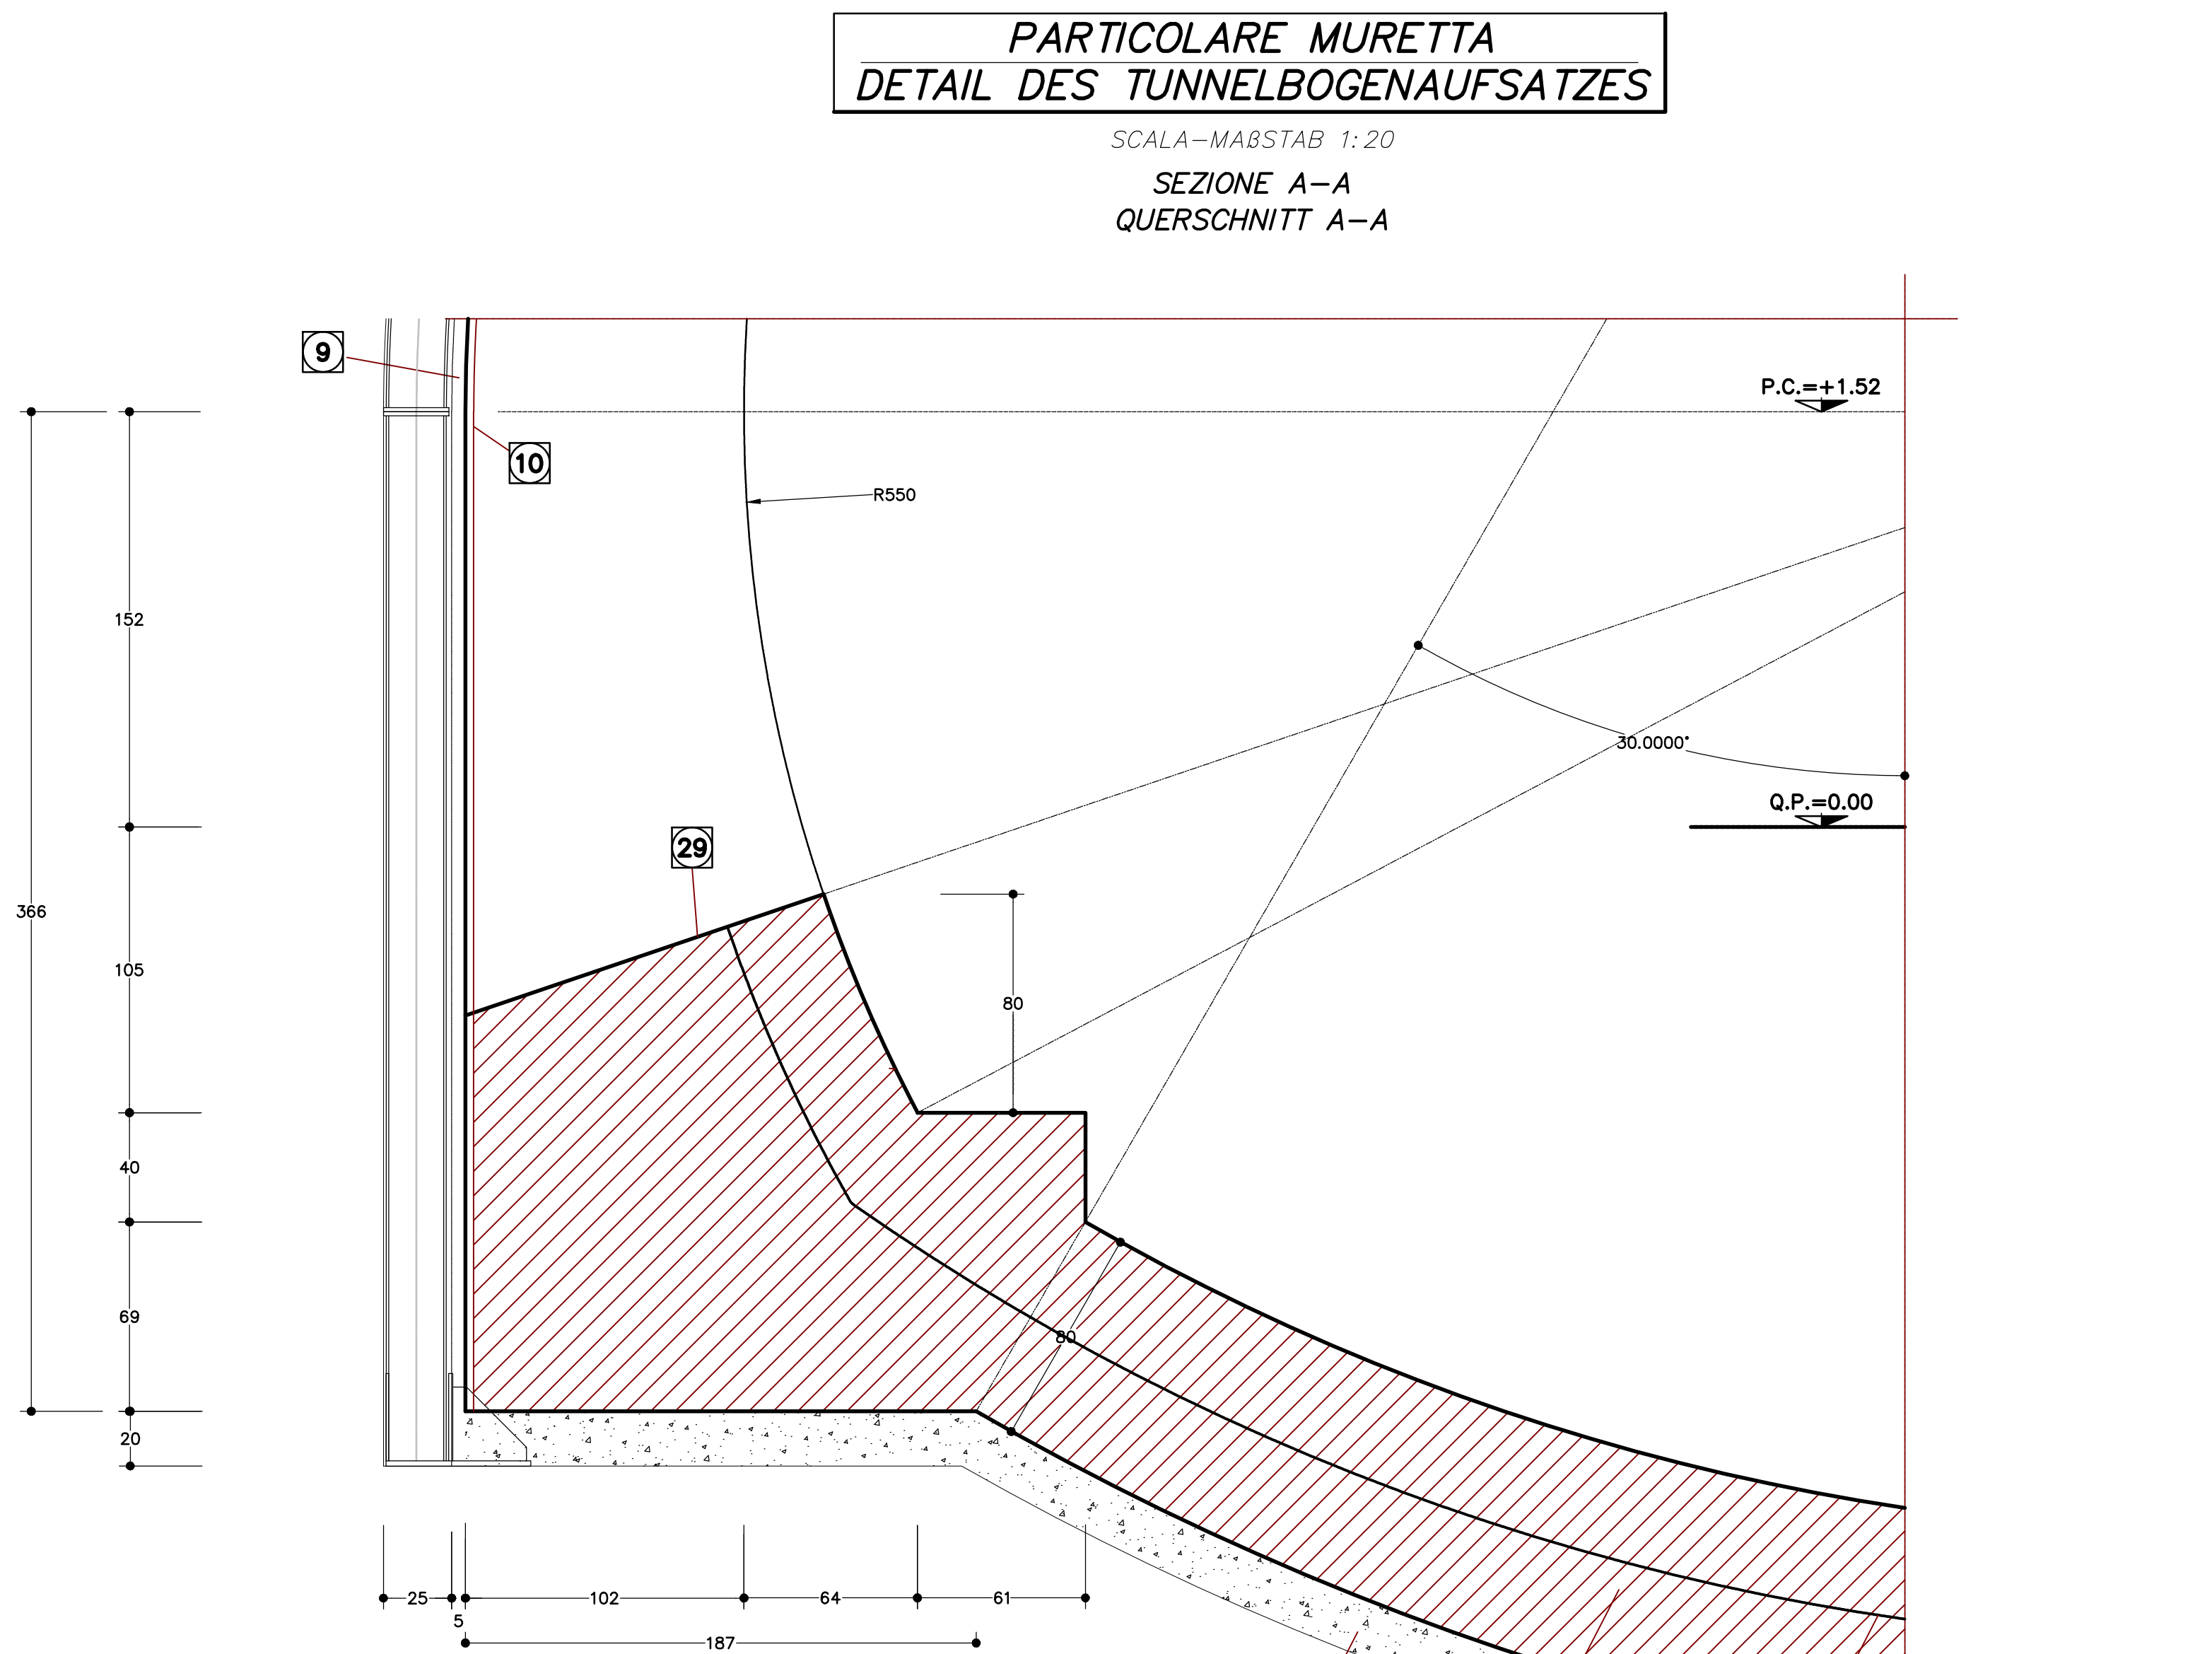 PARTICOLARE MURETTA
DETAIL DES TUNNELBOGENAUFSATZES
SCALA-MAßSTAB 1:20
SEZIONE A-A
QUERSCHNITT A-A
9
P.C.=+1.52
10
R550
152
30.0000°
Q.P.=0.00
29
366
105
80
40
69
80
20
25
102
64
61
5
187